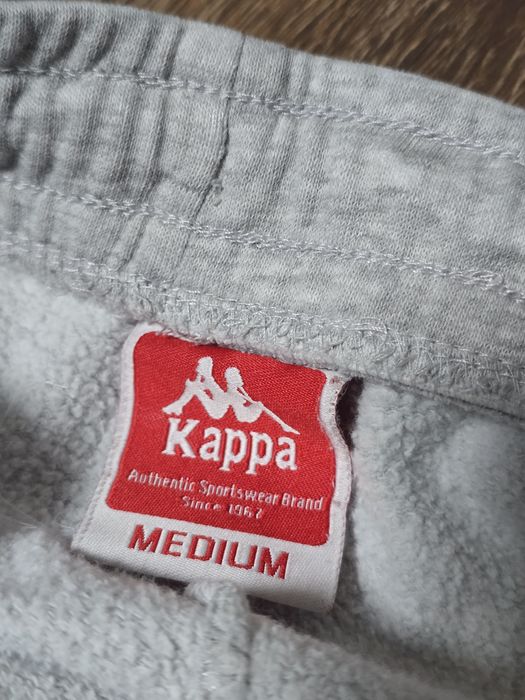 Kappa
Authentic Sportswear Brand
Since 1967
MEDIUM